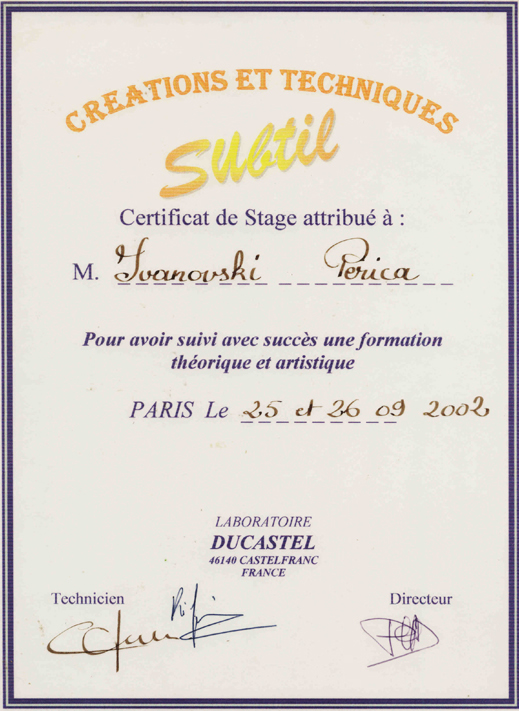 CREATIONS ET TECHNIQUES
Subtil
Certificat de Stage attribué à :
M. Ivanovski Perica
Pour avoir suivi avec succès une formation
théorique et artistique
PARIS Le 25 et 26 09 2002
LABORATOIRE
DUCASTEL
46140 CASTELFRANC
FRANCE
Technicien Directeur